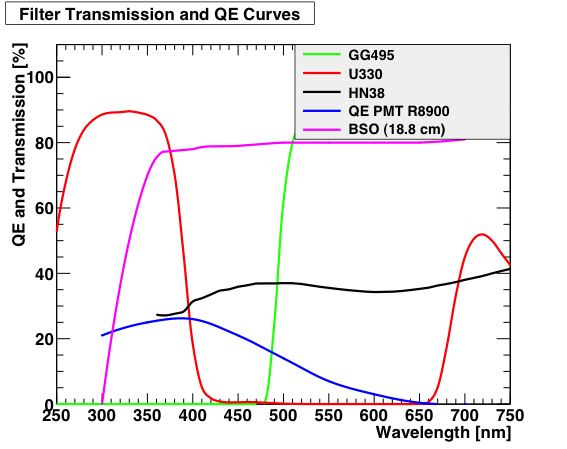 Filter Transmission and QE Curves
QE and Transmission [%]
GG495
U330
HN38
QE PMT R8900
BSO (18.8 cm)
100
80
60
40
20
0
250 300 350 400 450 500 550 600 650 700 750
Wavelength [nm]